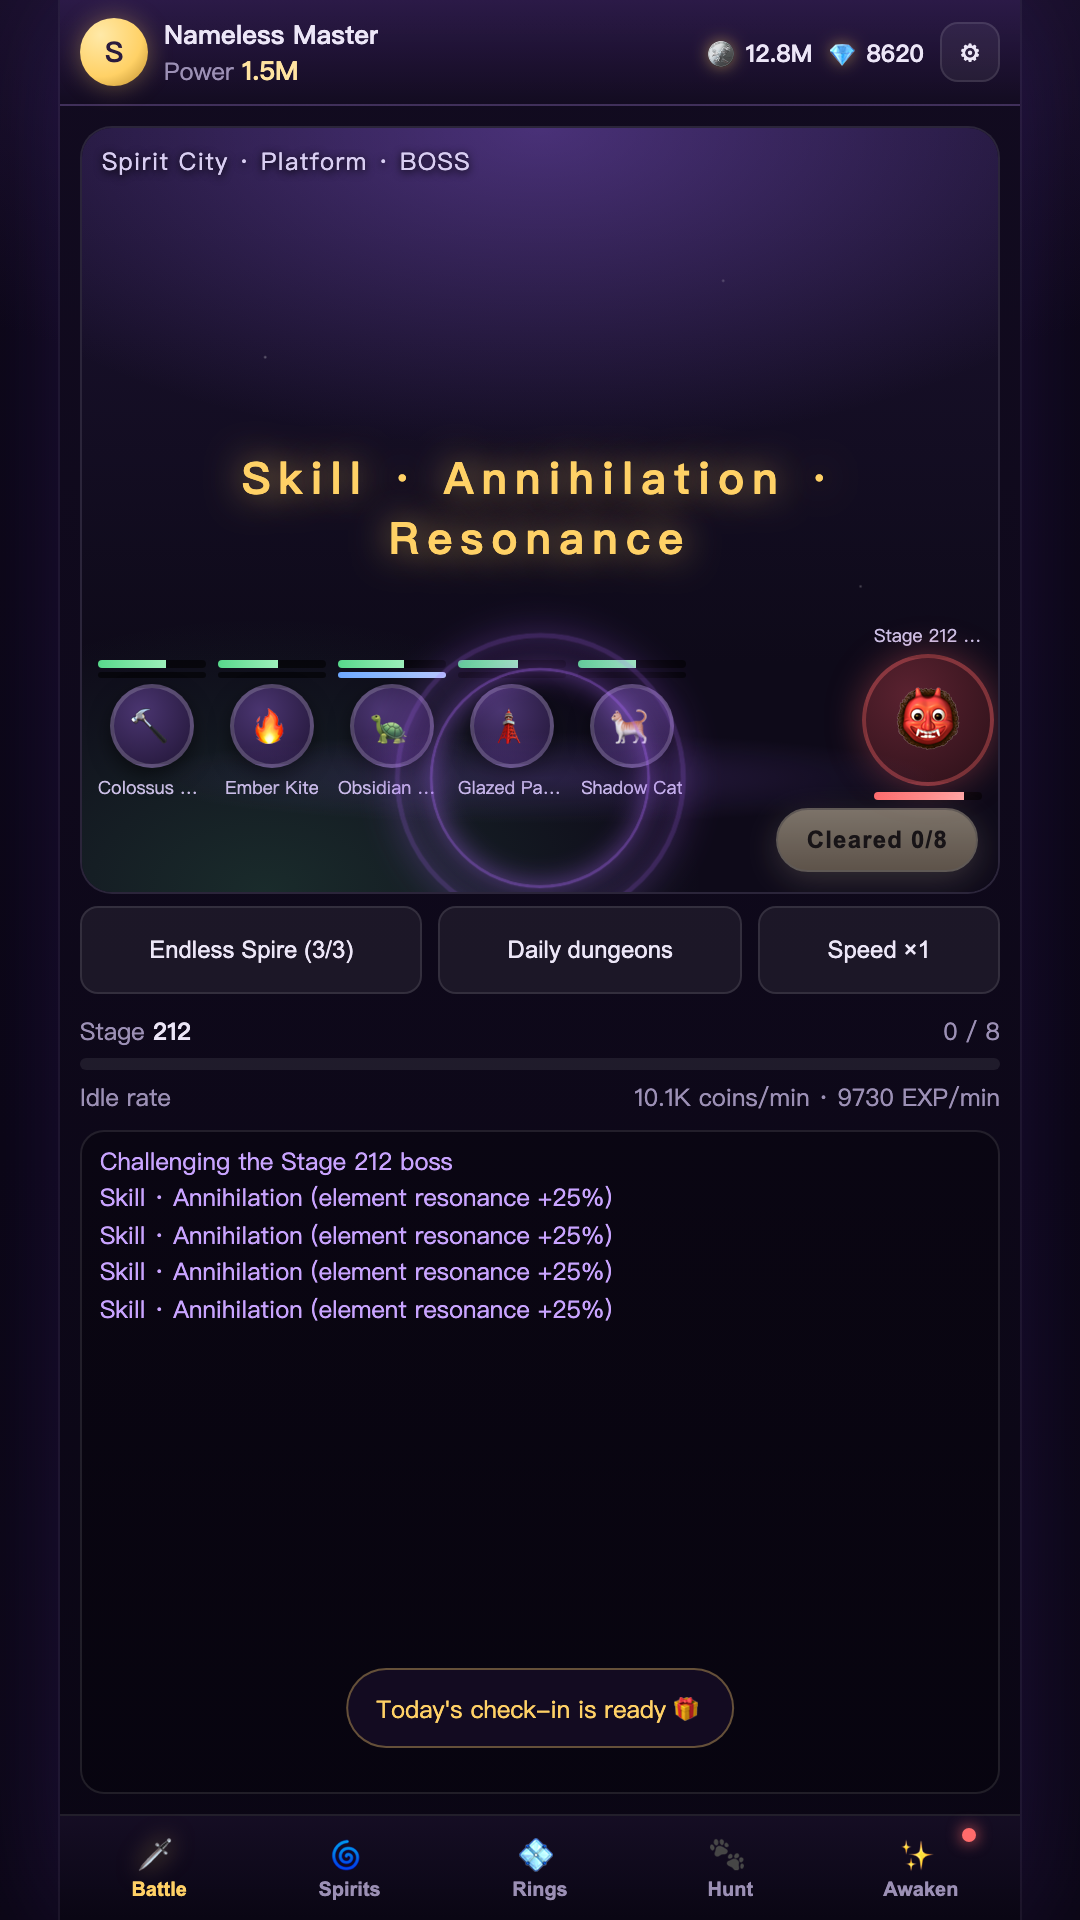 S
Nameless Master
Power 1.5M
12.8M
8620
Spirit City · Platform · BOSS
Skill · Annihilation ·
Resonance
Stage 212 ...
Colossus ...
Ember Kite
Obsidian ...
Glazed Pa...
Shadow Cat
Cleared 0/8
Endless Spire (3/3)
Daily dungeons
Speed ×1
Stage 212
0 / 8
Idle rate
10.1K coins/min · 9730 EXP/min
Challenging the Stage 212 boss
Skill · Annihilation (element resonance +25%)
Skill · Annihilation (element resonance +25%)
Skill · Annihilation (element resonance +25%)
Skill · Annihilation (element resonance +25%)
Today's check-in is ready
Battle
Spirits
Rings
Hunt
Awaken